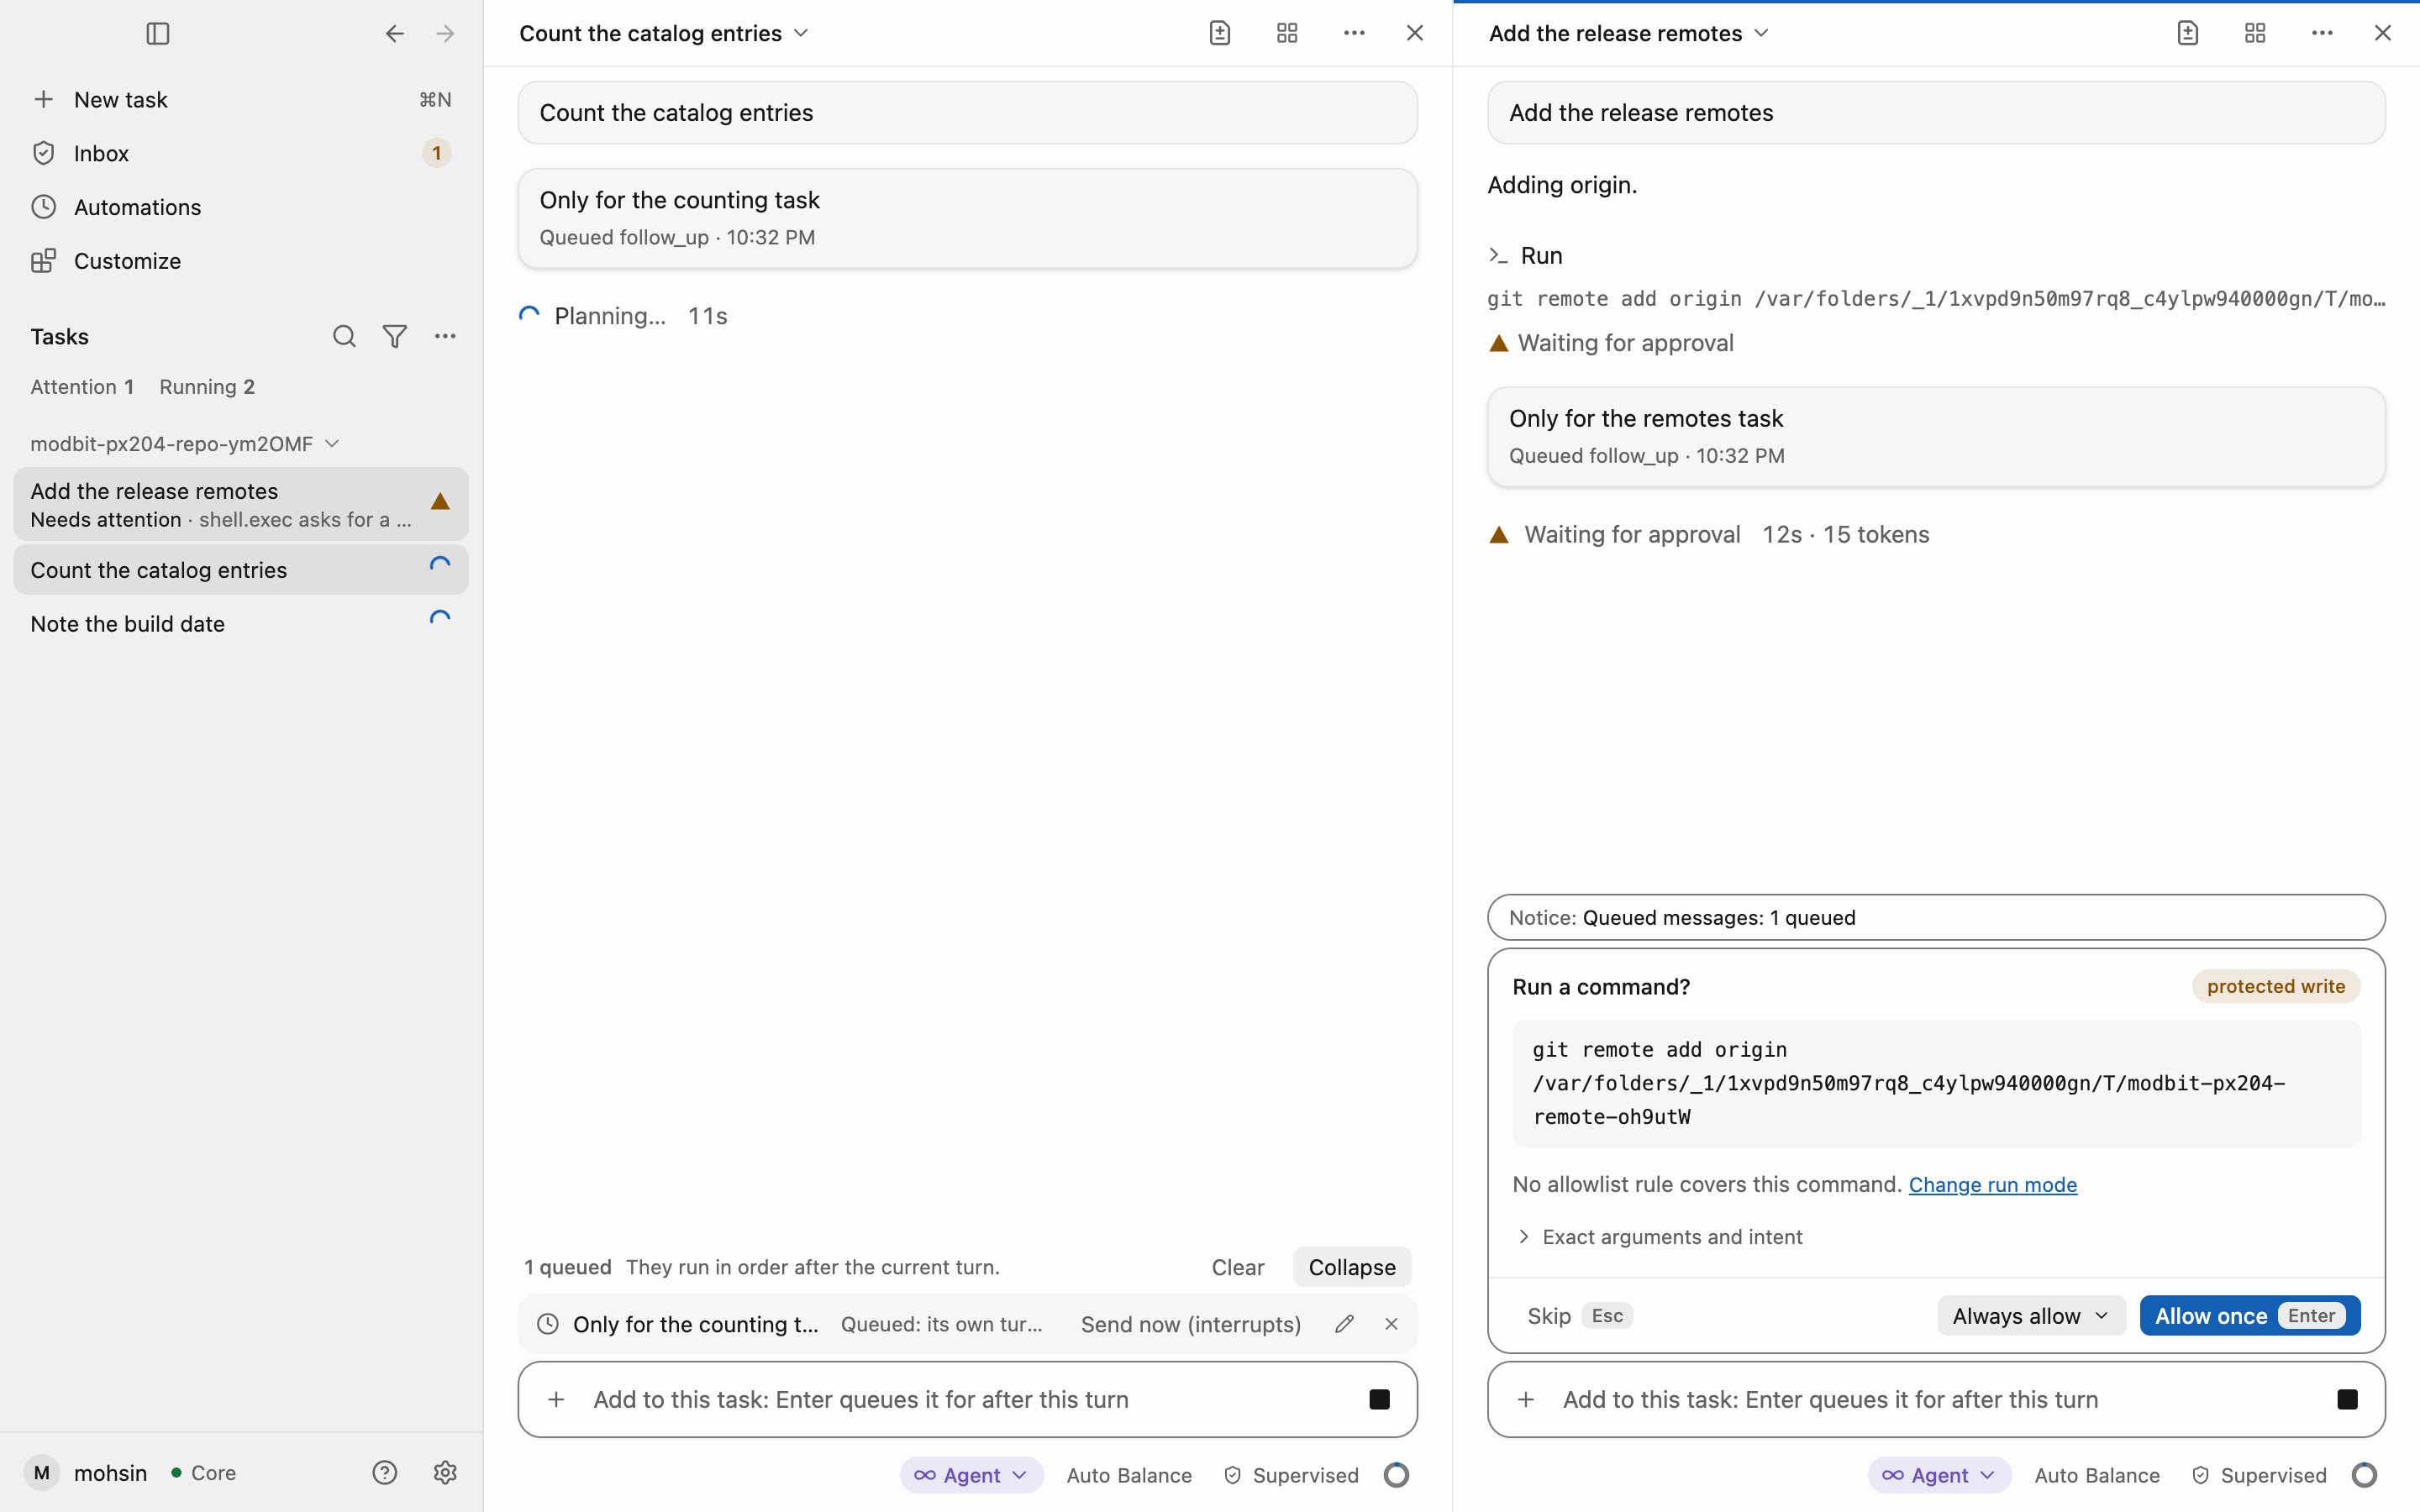 New task ⌘N
Inbox 1
Automations
Customize
Tasks
Attention 1 Running 2
modbit-px204-repo-ym2OMF
Add the release remotes
Needs attention · shell.exec asks for a ...
Count the catalog entries
Note the build date
M mohsin Core
Count the catalog entries
Count the catalog entries
Only for the counting task
Queued follow_up · 10:32 PM
Planning... 11s
1 queued They run in order after the current turn. Clear Collapse
Only for the counting t... Queued: its own tur... Send now (interrupts)
Add to this task: Enter queues it for after this turn
Agent Auto Balance Supervised
Add the release remotes
Add the release remotes
Adding origin.
Run
git remote add origin /var/folders/_1/1xvpd9n50m97rq8_c4ylpw940000gn/T/mo…
Waiting for approval
Only for the remotes task
Queued follow_up · 10:32 PM
Waiting for approval 12s · 15 tokens
Notice: Queued messages: 1 queued
Run a command? protected write
git remote add origin
/var/folders/_1/1xvpd9n50m97rq8_c4ylpw940000gn/T/modbit-px204-
remote-oh9utW
No allowlist rule covers this command. Change run mode
Exact arguments and intent
Skip Esc Always allow Allow once Enter
Add to this task: Enter queues it for after this turn
Agent Auto Balance Supervised